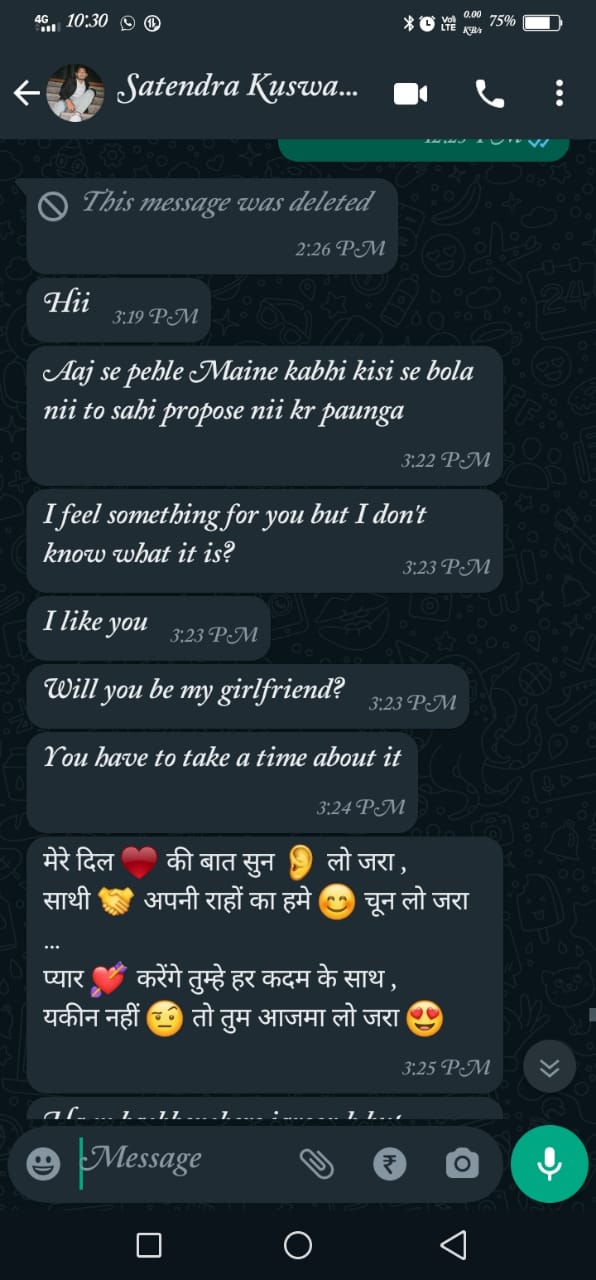 4G 10:30 Vo)) LTE 0.00 KB/s 75%
Satendra Kuswa...
This message was deleted
2:26 PM
Hii 3:19 PM
Aaj se pehle Maine kabhi kisi se bola
nii to sahi propose nii kr paunga
3:22 PM
I feel something for you but I don't
know what it is?
3:23 PM
I like you 3:23 PM
Will you be my girlfriend? 3:23 PM
You have to take a time about it
3:24 PM
मेरे दिल ❤️ की बात सुन 👂 लो जरा ,
साथी 🤝 अपनी राहों का हमे 😊 चून लो जरा
...
प्यार 💘 करेंगे तुम्हे हर कदम के साथ ,
यकीन नहीं 🤨 तो तुम आजमा लो जरा 😍
3:25 PM
Message